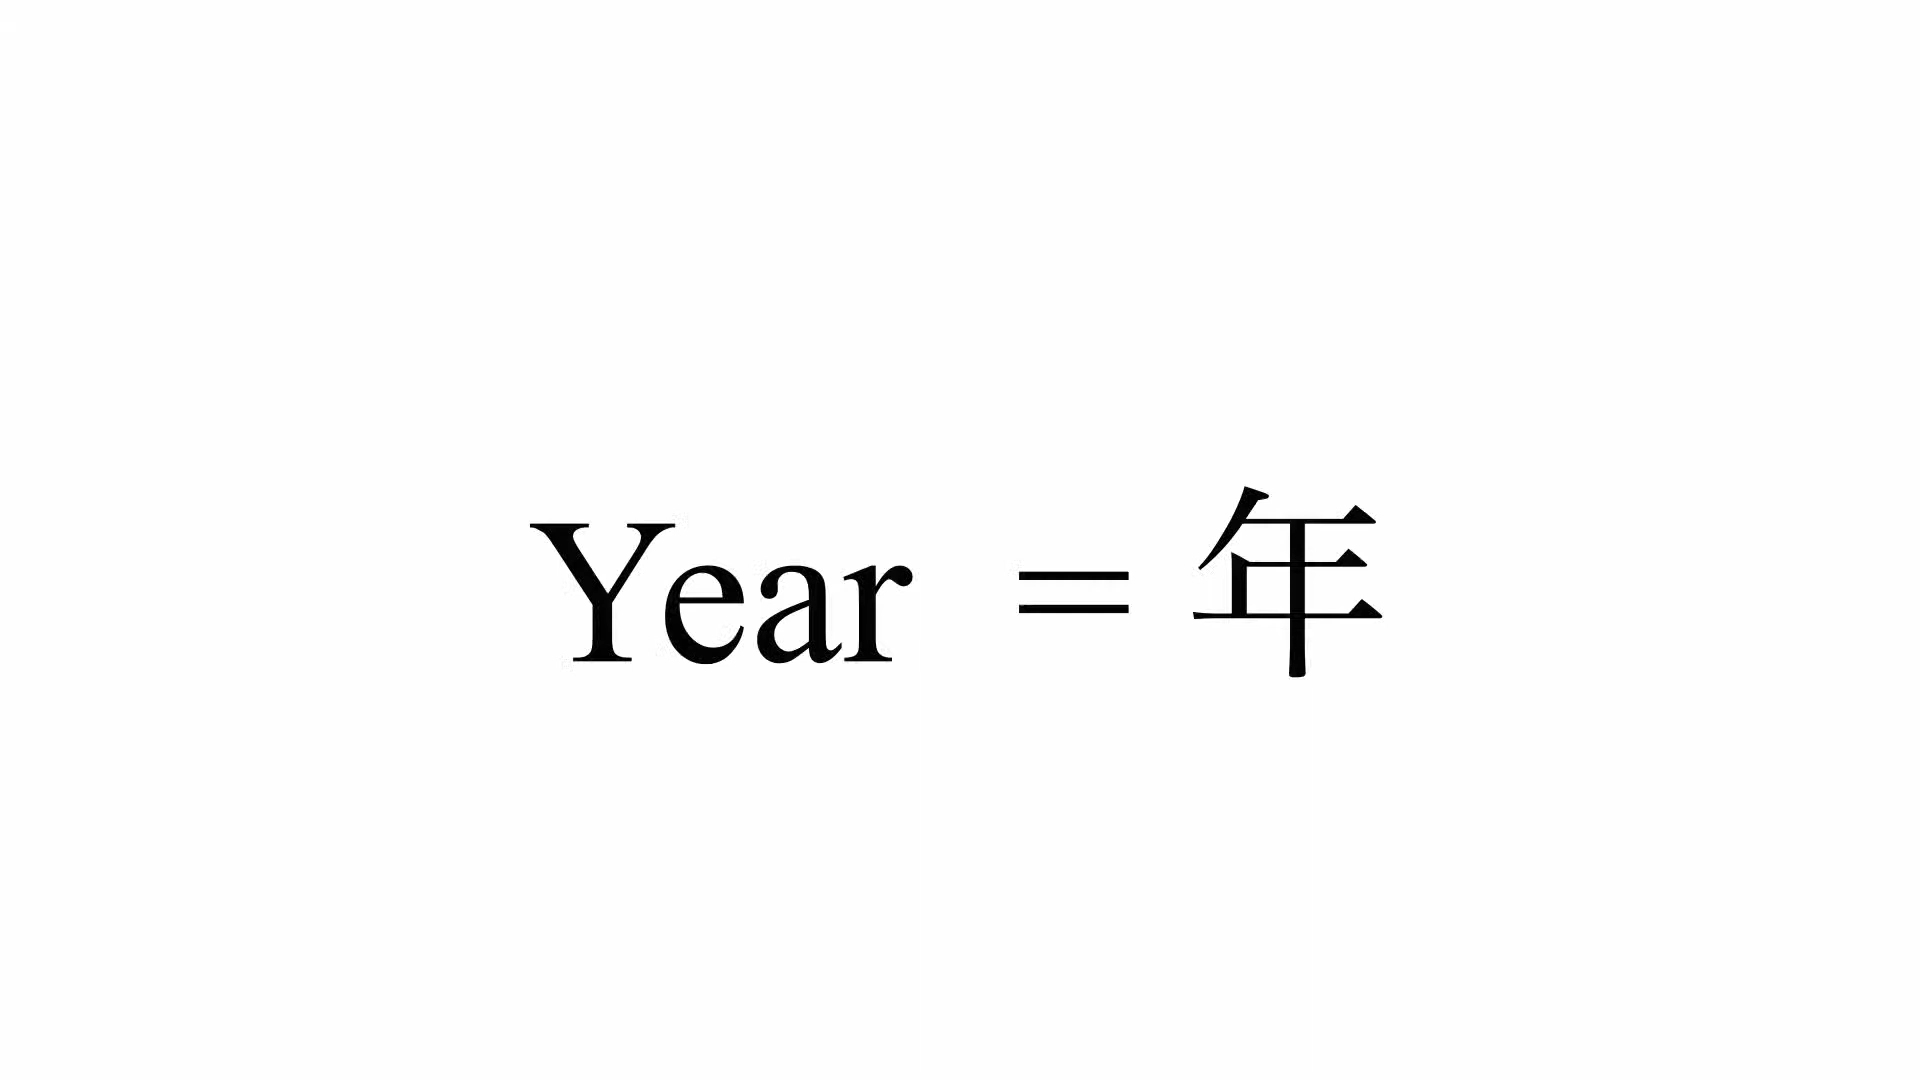 Year = 年